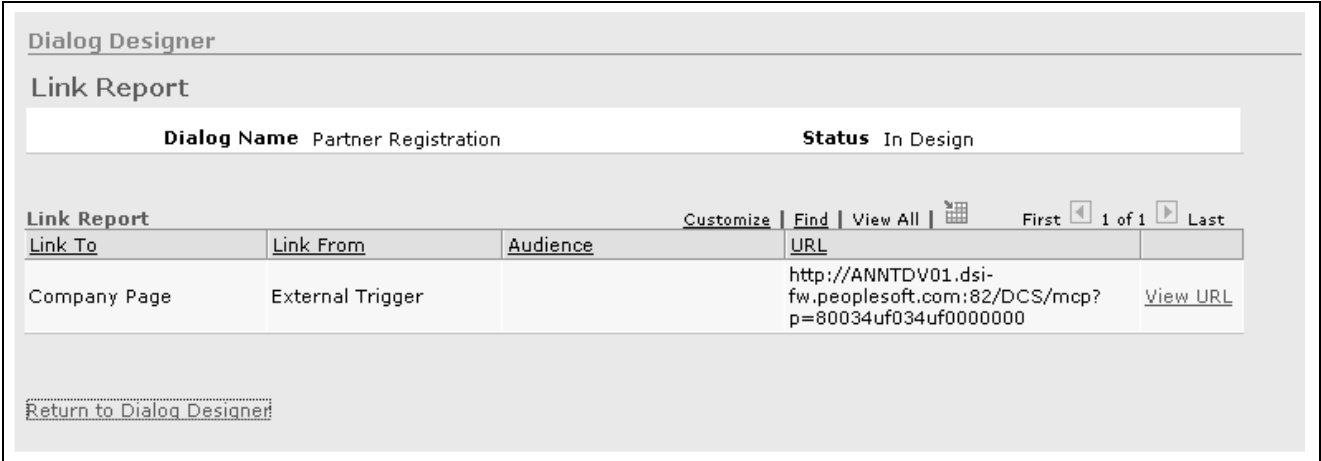 Dialog Designer
Link Report
Dialog Name Partner Registration Status In Design
Link Report Customize | Find | View All | First 1 of 1 Last
Link To Link From Audience URL
Company Page External Trigger http://ANNTDV01.dsi-
fw.peoplesoft.com:82/DCS/mcp?
p=80034uf034uf0000000 View URL
Return to Dialog Designer